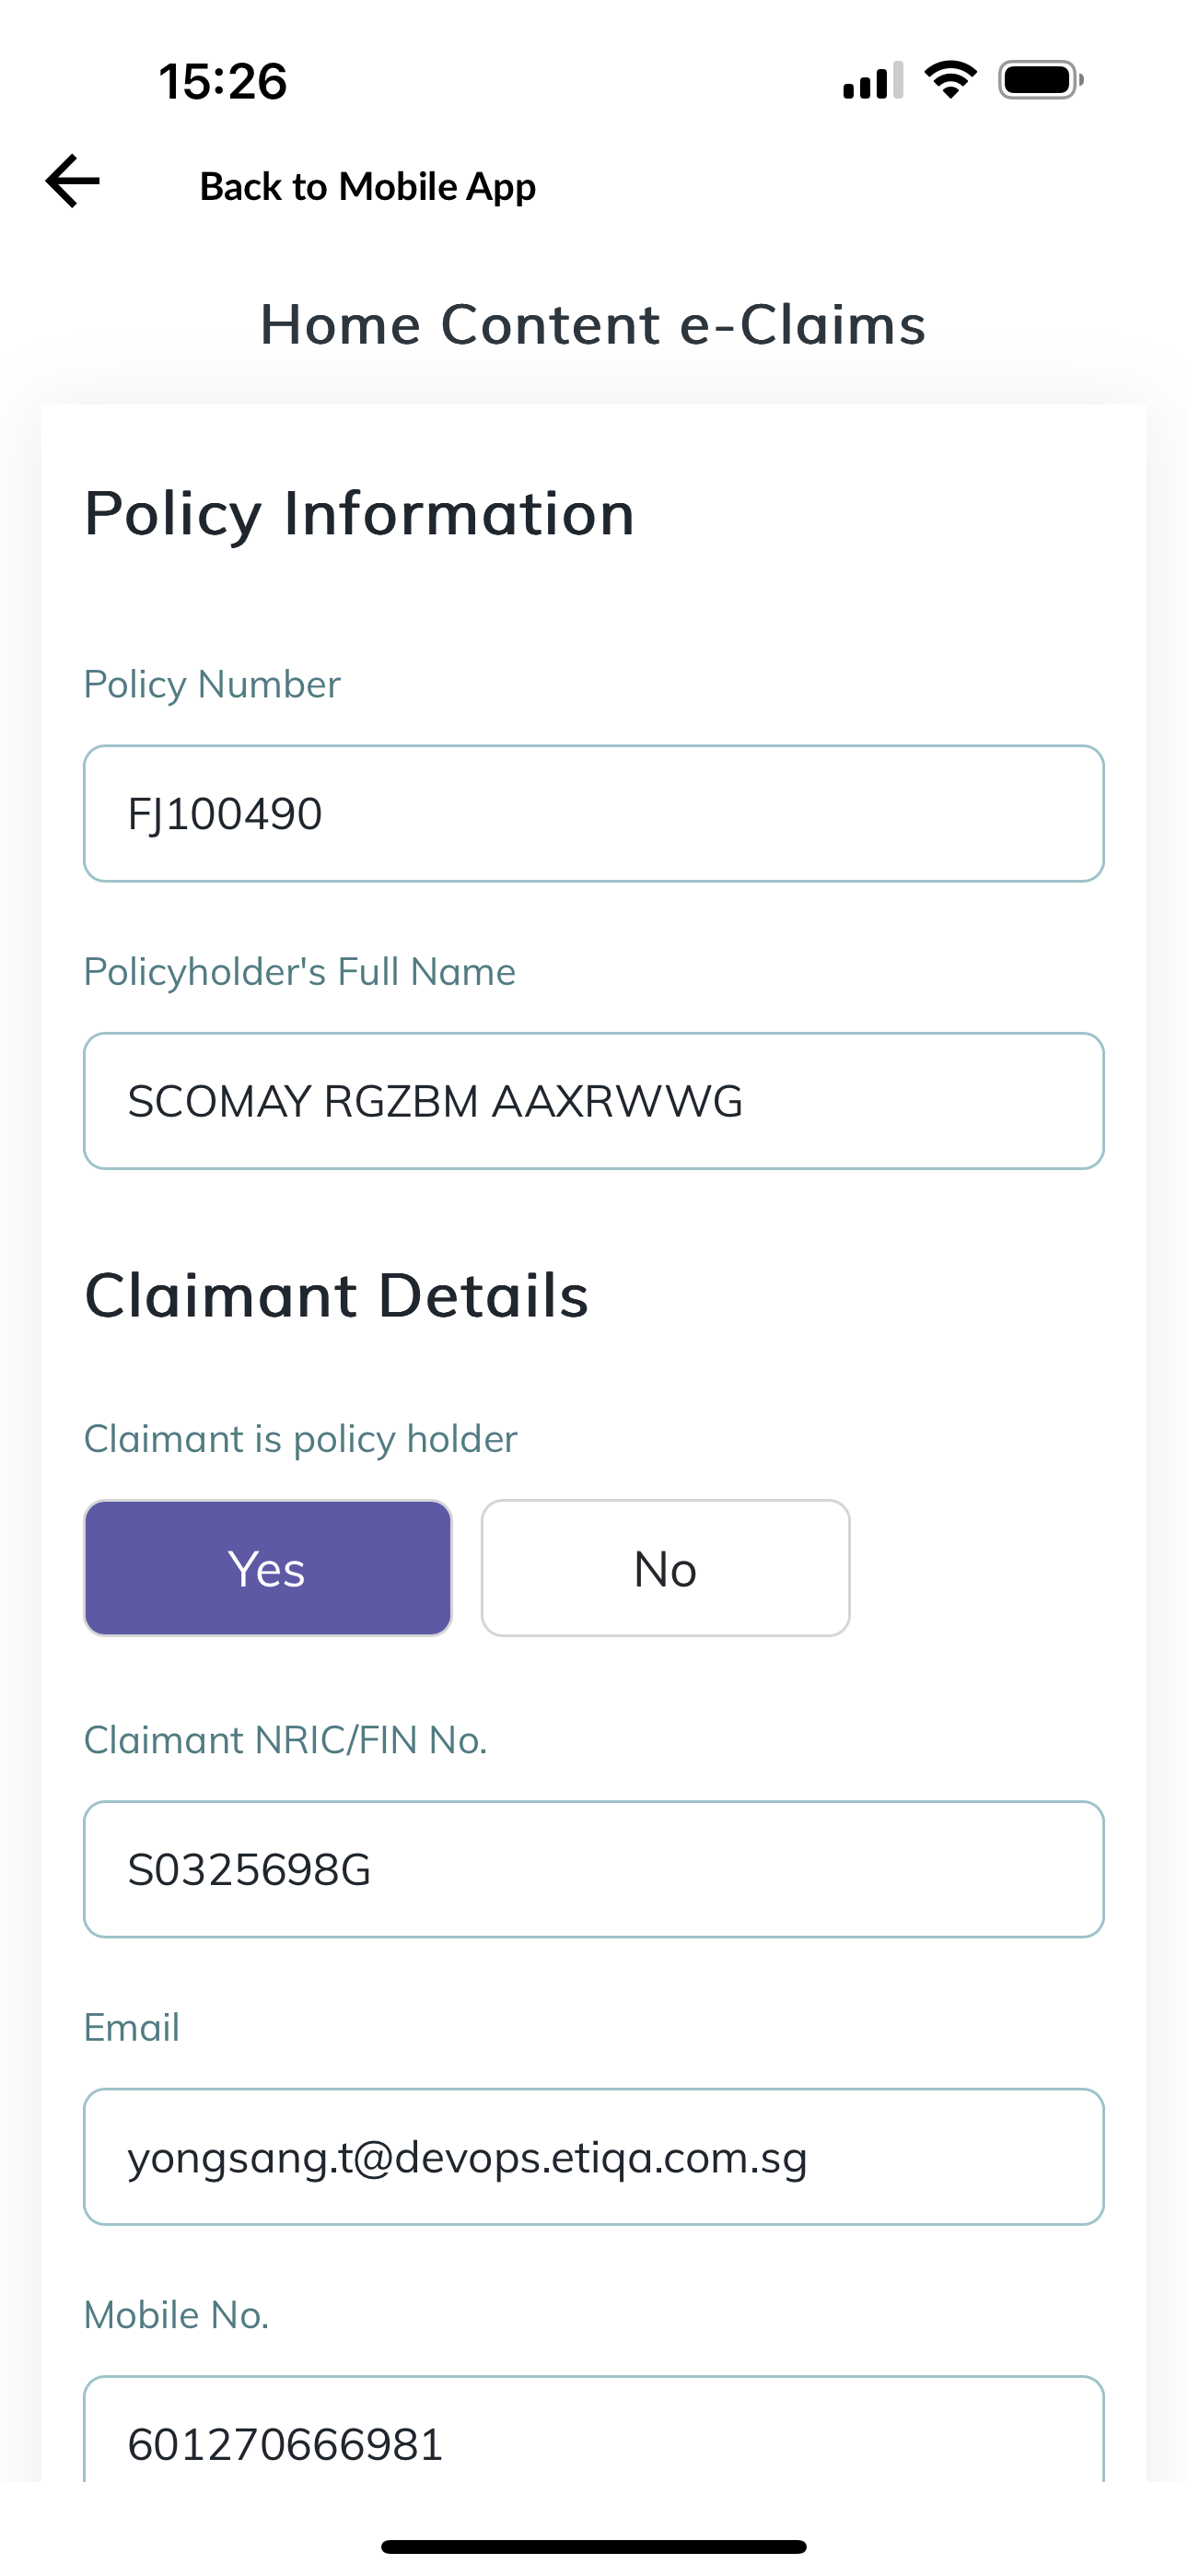 15:26
Back to Mobile App
Home Content e-Claims
Policy Information
Policy Number
FJ100490
Policyholder's Full Name
SCOMAY RGZBM AAXRWWG
Claimant Details
Claimant is policy holder
Yes No
Claimant NRIC/FIN No.
S0325698G
Email
yongsang.t@devops.etiqa.com.sg
Mobile No.
601270666981